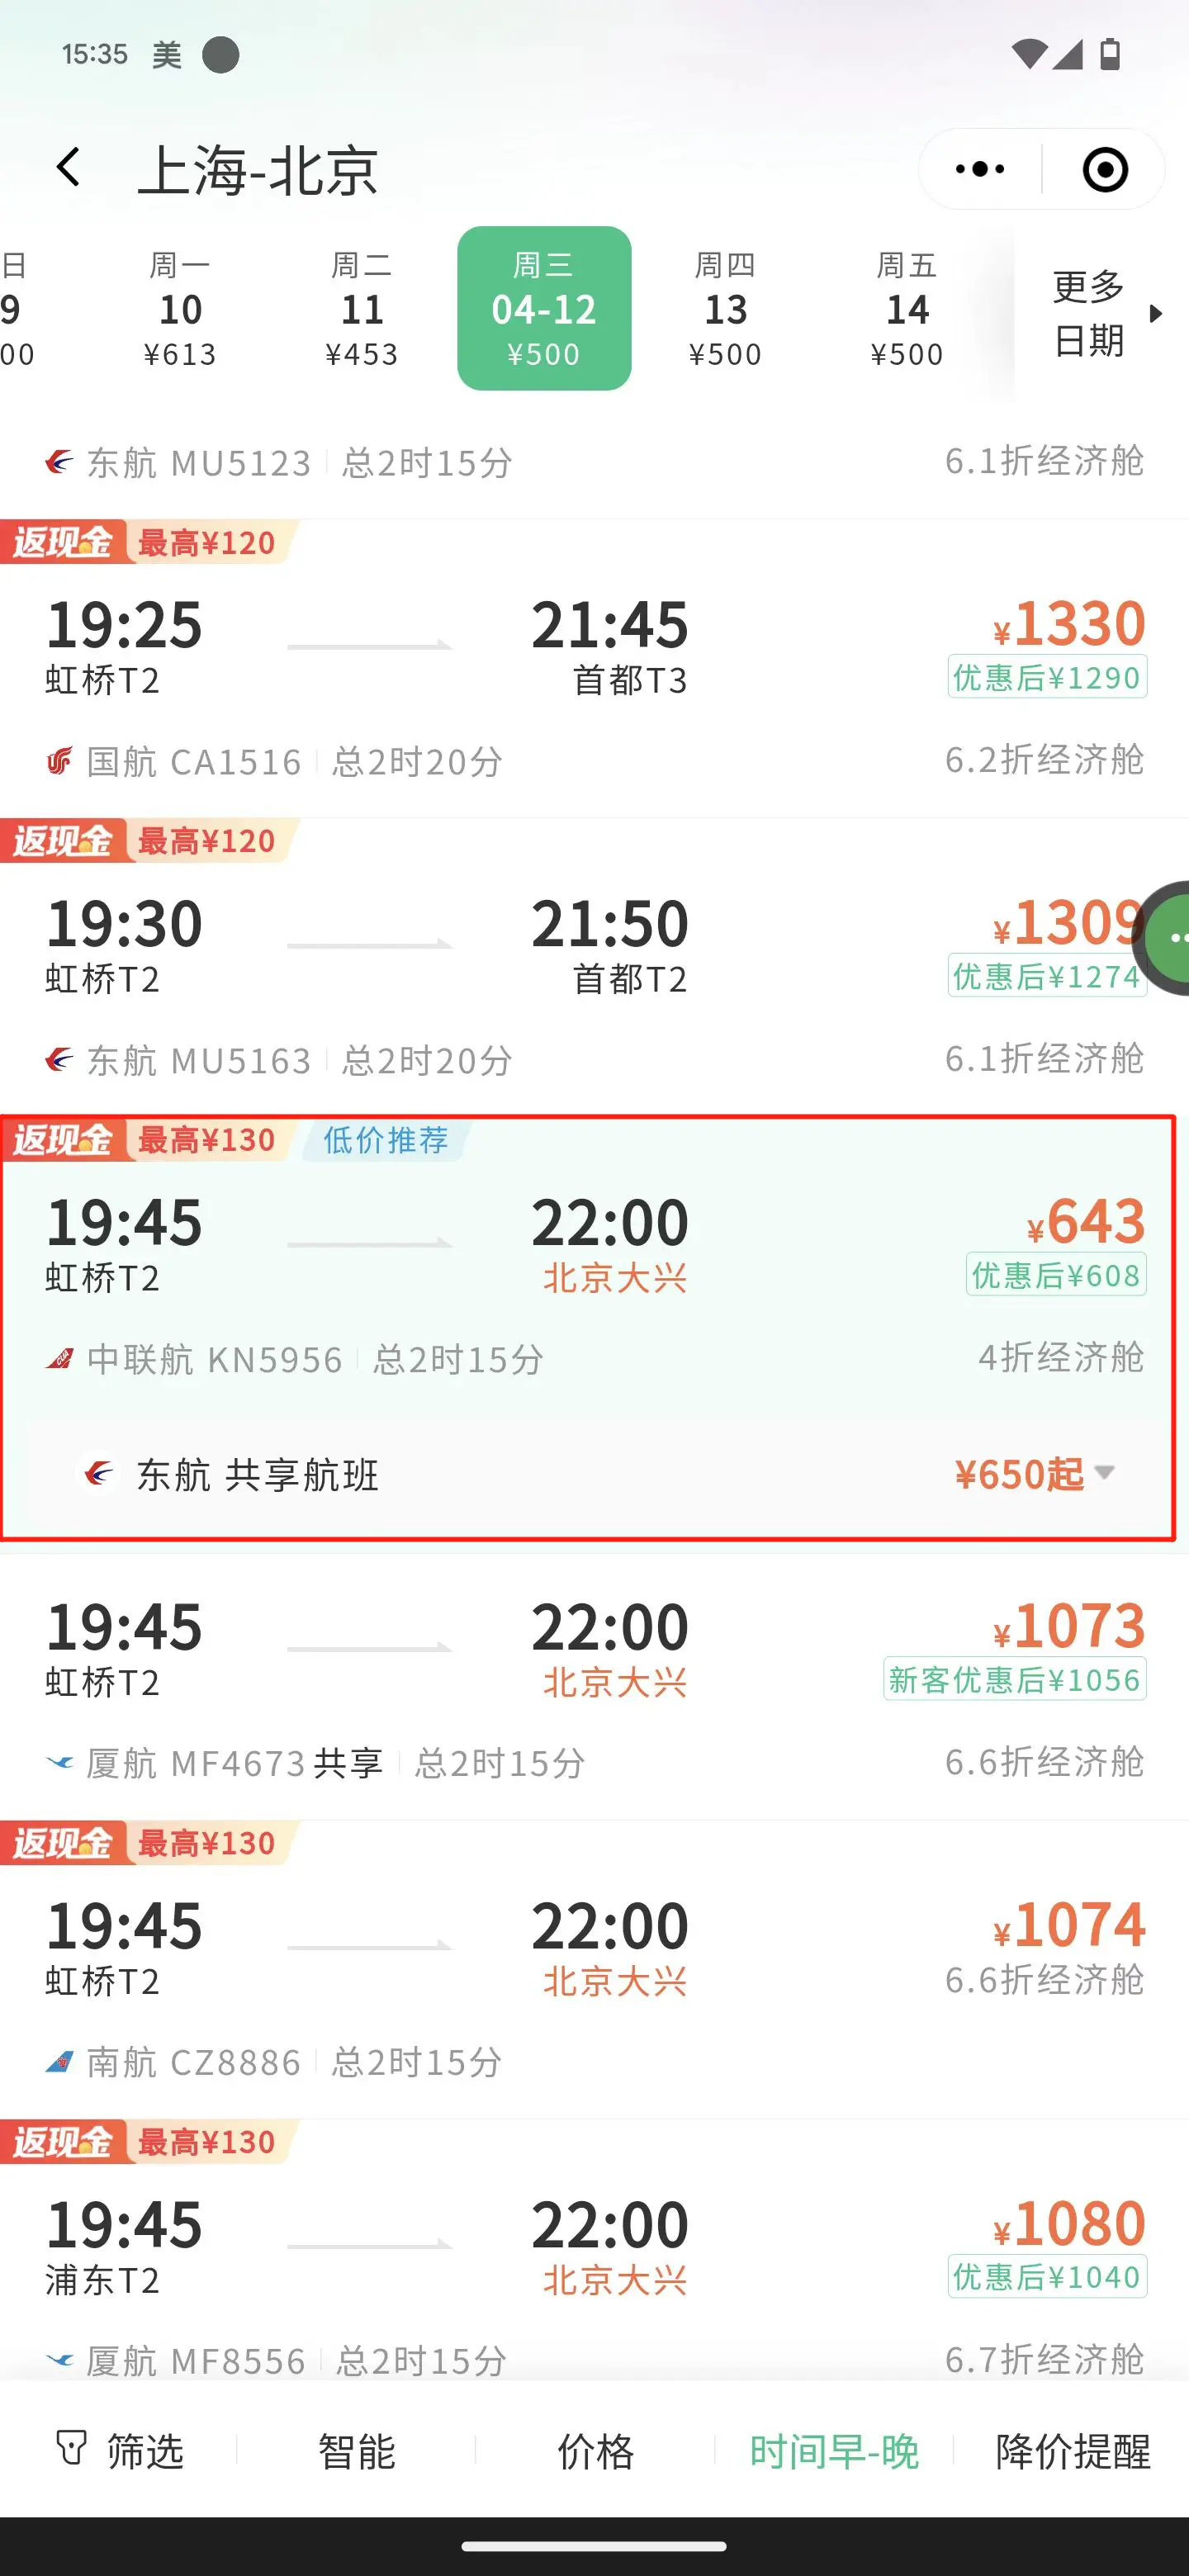 15:35 美
上海-北京
日 周一 周二 周三 周四 周五 更多
9 10 11 04-12 13 14 日期
00 ¥613 ¥453 ¥500 ¥500 ¥500
东航 MU5123 总2时15分 6.1折经济舱
返现金 最高¥120
19:25 21:45 ¥1330
虹桥T2 首都T3 优惠后¥1290
国航 CA1516 总2时20分 6.2折经济舱
返现金 最高¥120
19:30 21:50 ¥1309
虹桥T2 首都T2 优惠后¥1274
东航 MU5163 总2时20分 6.1折经济舱
返现金 最高¥130 低价推荐
19:45 22:00 ¥643
虹桥T2 北京大兴 优惠后¥608
中联航 KN5956 总2时15分 4折经济舱
东航 共享航班 ¥650起
19:45 22:00 ¥1073
虹桥T2 北京大兴 新客优惠后¥1056
厦航 MF4673 共享 总2时15分 6.6折经济舱
返现金 最高¥130
19:45 22:00 ¥1074
虹桥T2 北京大兴 6.6折经济舱
南航 CZ8886 总2时15分
返现金 最高¥130
19:45 22:00 ¥1080
浦东T2 北京大兴 优惠后¥1040
厦航 MF8556 总2时15分 6.7折经济舱
筛选 智能 价格 时间早-晚 降价提醒